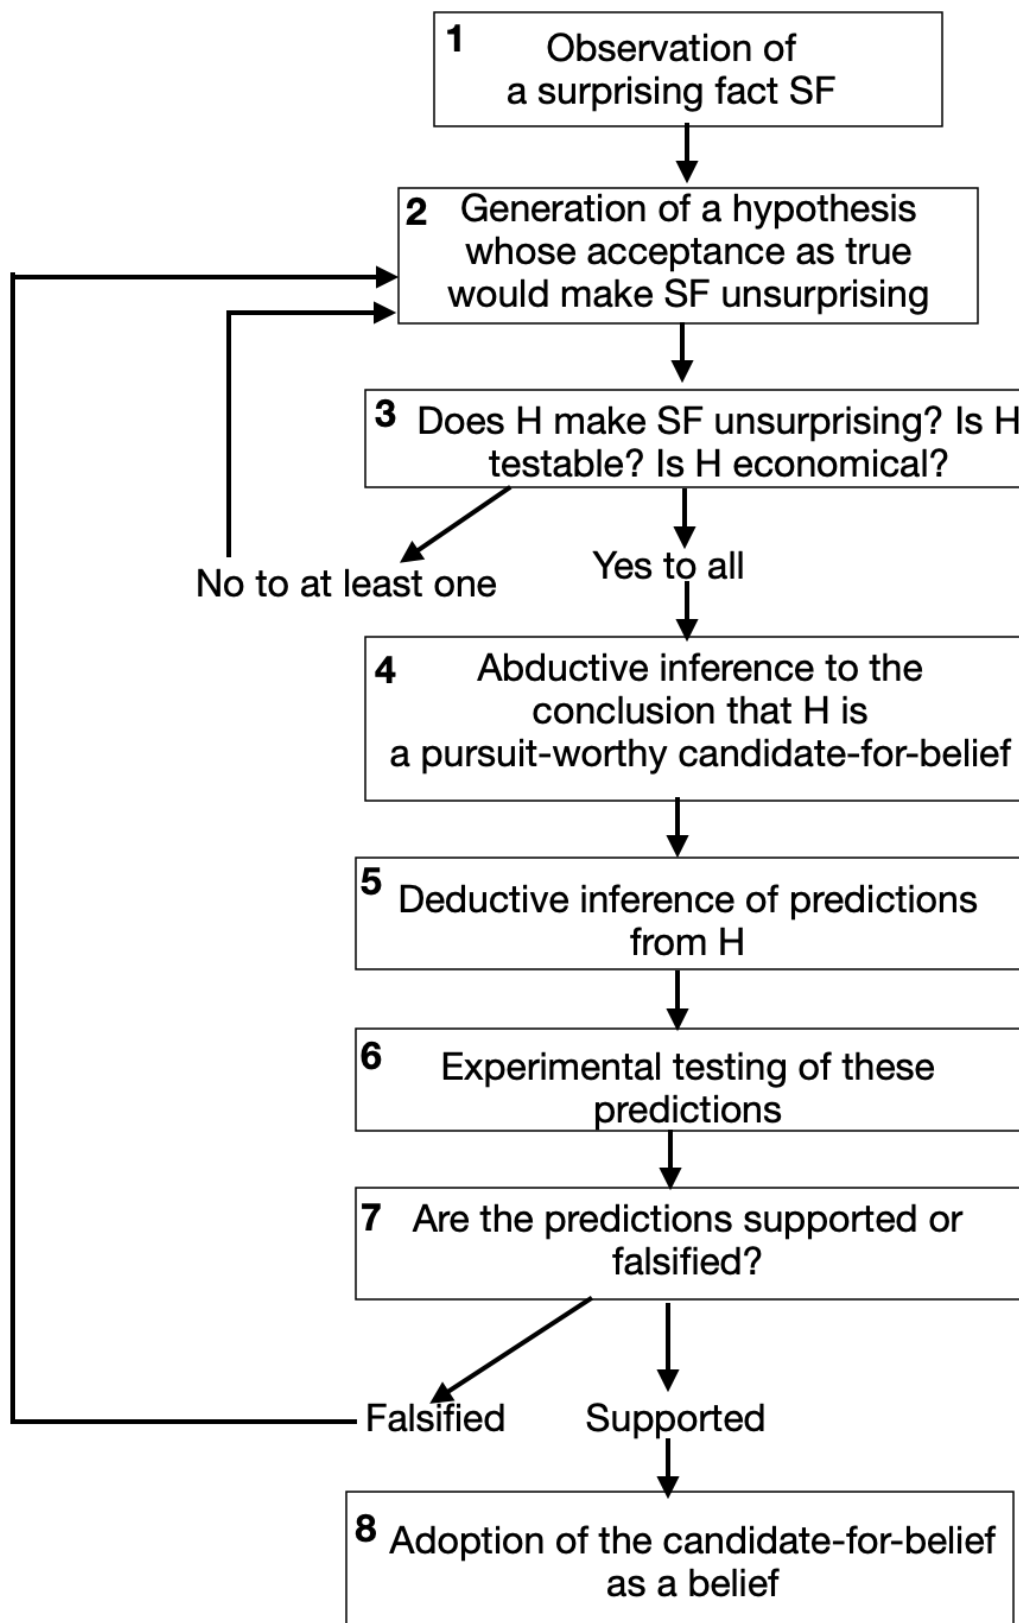 1 Observation of
a surprising fact SF
2 Generation of a hypothesis
whose acceptance as true
would make SF unsurprising
3 Does H make SF unsurprising? Is H
testable? Is H economical?
No to at least one
Yes to all
4 Abductive inference to the
conclusion that H is
a pursuit-worthy candidate-for-belief
5 Deductive inference of predictions
from H
6 Experimental testing of these
predictions
7 Are the predictions supported or
falsified?
Falsified
Supported
8 Adoption of the candidate-for-belief
as a belief